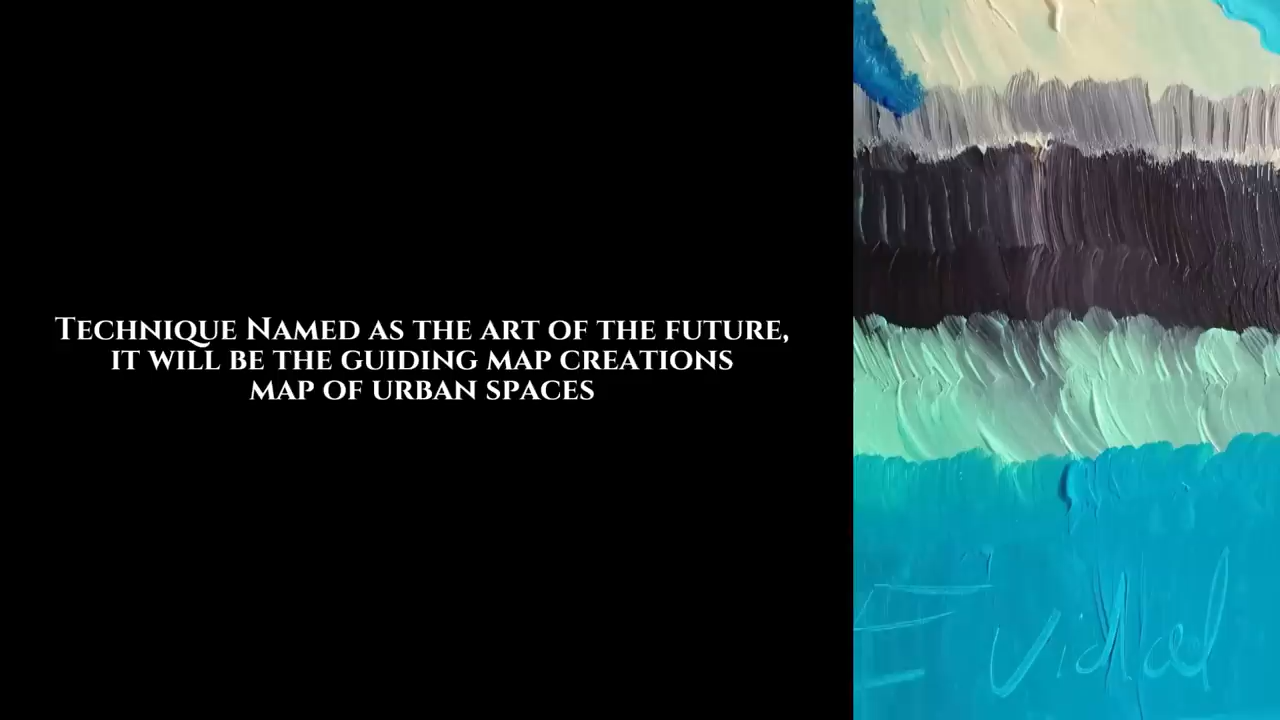 Technique Named as the art of the future,
it will be the guiding map creations
map of urban spaces
E Vidal